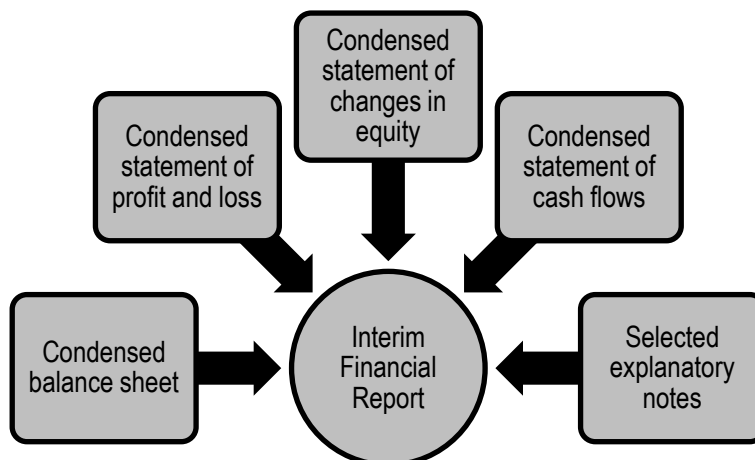 Condensed
statement of
changes in
equity
Condensed
statement of
profit and loss
Condensed
statement of
cash flows
Condensed
balance sheet
Interim
Financial
Report
Selected
explanatory
notes